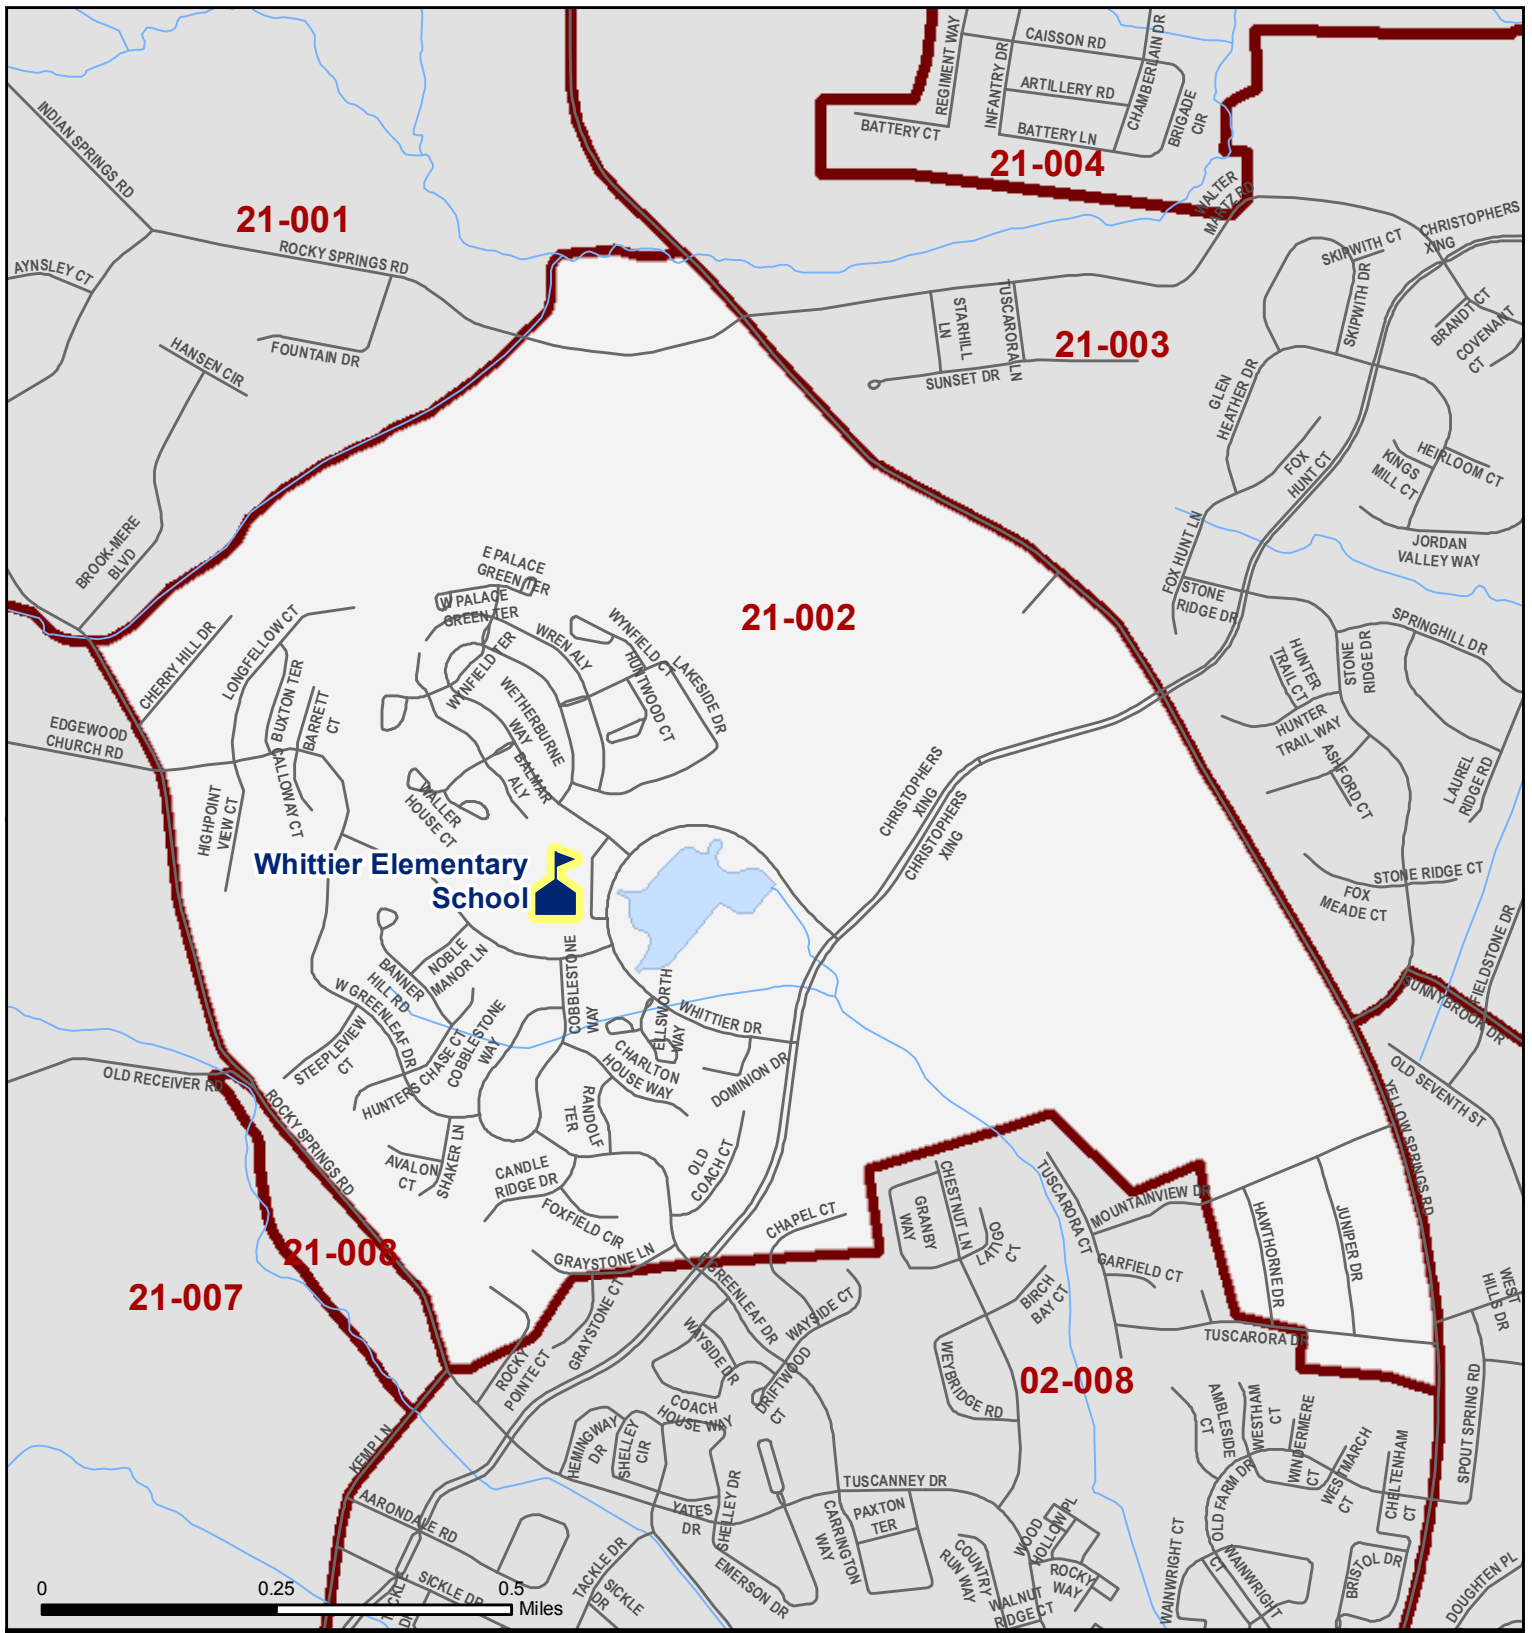 REGIMENT WAY
CAISSON RD
CHAMBERLAIN DR
INFANTRY DR
ARTILLERY RD
BRIGADE
CIR
BATTERY CT
BATTERY LN
21-004
INDIAN SPRINGS RD
21-001
ROCKY SPRINGS RD
AYNSLEY CT
WALTER
MARTZ RD
CHRISTOPHERS
XING
SKIPWITH CT
SKIPWITH DR
BRANDT CT
COVENANT
CT
STARHILL
LN
TUSCARORA LN
21-003
SUNSET DR
HANSEN CIR
FOUNTAIN DR
GLEN
HEATHER DR
FOX
HUNT CT
KINGS
MILL CT
HEIRLOOM CT
JORDAN
VALLEY WAY
BROOK-MERE
BLVD
FOX HUNT LN
STONE
RIDGE DR
E PALACE
GREEN TER
W PALACE
GREEN TER
21-002
CHERRY HILL DR
LONGFELLOW CT
WYNFIELD TER
WREN ALY
WYNFIELD CT
HUNTWOOD CT
LAKESIDE DR
SPRINGHILL DR
HUNTER
TRAIL CT
STONE
RIDGE DR
HUNTER
TRAIL WAY
ASHFORD CT
LAUREL
RIDGE RD
EDGEWOOD
CHURCH RD
BUXTON TER
BARRETT
CT
WETHERBURNE
WAY
BALMAR
ALY
CALLOWAY CT
HIGHPOINT
VIEW CT
WALLER
HOUSE CT
CHRISTOPHERS
XING
CHRISTOPHERS
XING
Whittier Elementary
School
STONE RIDGE CT
FOX
MEADE CT
FIELDSTONE DR
SUNNYBROOK DR
NOBLE
MANOR LN
BANNER
HILL RD
W GREENLEAF DR
COBBLESTONE
WAY
ELLSWORTH
WAY
WHITTIER DR
STEEPLEVIEW
CT
HUNTERS CHASE CT
COBBLESTONE
WAY
CHARLTON
HOUSE WAY
DOMINION DR
OLD SEVENTH ST
OLD RECEIVER RD
ROCKY SPRINGS RD
RANDOLF
TER
YELLOW SPRINGS RD
AVALON
CT
SHAKER LN
CANDLE
RIDGE DR
OLD
COACH CT
FOXFIELD CIR
CHAPEL CT
GRANBY
WAY
CHESTNUT LN
LATIGO
CT
TUSCARORA CT
MOUNTAINVIEW DR
HAWTHORNE DR
JUNIPER DR
GARFIELD CT
21-008
21-007
GRAYSTONE LN
E GREENLEAF DR
WAYSIDE CT
BIRCH
BAY CT
WEST
HILLS DR
GRAYSTONE CT
WAYSIDE DR
ROCKY
POINTE CT
DRIFTWOOD
CT
WEYBRIDGE RD
TUSCARORA DR
02-008
COACH
HOUSE WAY
AMBLESIDE
CT
WESTHAM
CT
WINDERMERE
CT
WESTMARCH
CT
CHELTENHAM
CT
SPOUT SPRING RD
KEMP LN
HEMINGWAY
DR
SHELLEY
CIR
SHELLEY DR
TUSCANNEY DR
OLD FARM DR
AARONDALE RD
YATES
DR
CARRINGTON
WAY
PAXTON
TER
WOOD
HOLLOW PL
COUNTRY
RUN WAY
ROCKY
WAY
WALNUT
RIDGE CT
WAINWRIGHT CT
WAINWRIGHT
CT
BRISTOL DR
DOUGHTEN PL
TACKLE DR
SICKLE
DR
EMERSON DR
SICKLE DR
TACKLE
DR
0 0.25 0.5
Miles